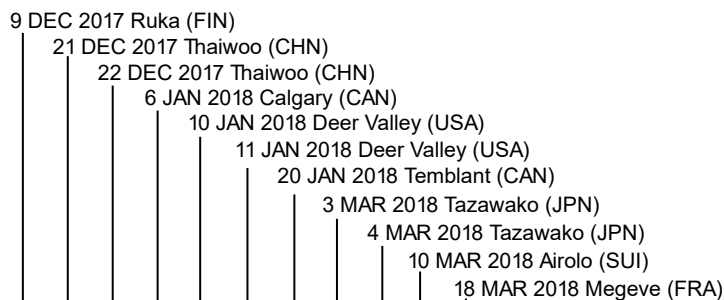 9 DEC 2017 Ruka (FIN)
21 DEC 2017 Thaiwoo (CHN)
22 DEC 2017 Thaiwoo (CHN)
6 JAN 2018 Calgary (CAN)
10 JAN 2018 Deer Valley (USA)
11 JAN 2018 Deer Valley (USA)
20 JAN 2018 Temblant (CAN)
3 MAR 2018 Tazawako (JPN)
4 MAR 2018 Tazawako (JPN)
10 MAR 2018 Airolo (SUI)
18 MAR 2018 Megeve (FRA)